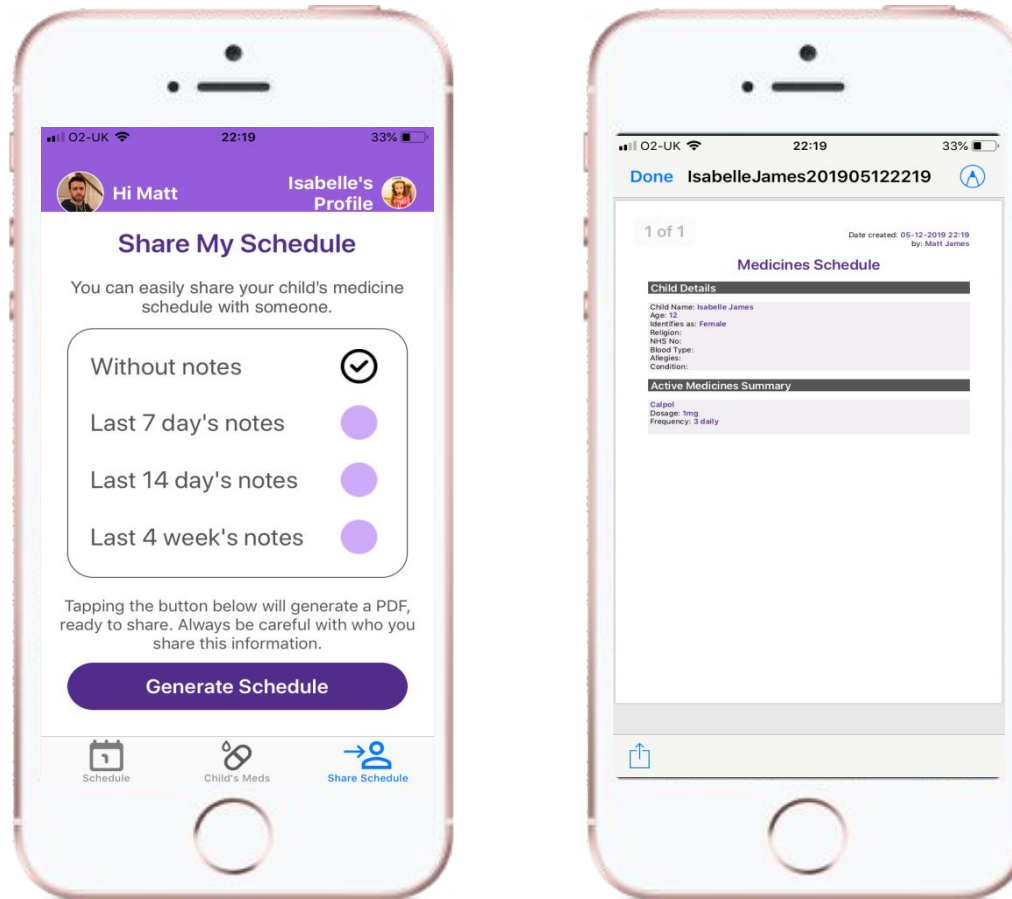 O2-UK 22:19 33%
Hi Matt Isabelle's
Profile
Share My Schedule
You can easily share your child's medicine
schedule with someone.
Without notes
Last 7 day's notes
Last 14 day's notes
Last 4 week's notes
Tapping the button below will generate a PDF,
ready to share. Always be careful with who you
share this information.
Generate Schedule
1
Schedule Child's Meds Share Schedule
O2-UK 22:19 33%
Done IsabelleJames201905122219
1 of 1
Date created: 05-12-2019 22:19
by: Matt James
Medicines Schedule
Child Details
Child Name: Isabelle James
Age: 12
Identifies as: Female
Religion:
NHS No:
Blood Type:
Allegies:
Condition:
Active Medicines Summary
Calpol
Dosage: 1mg
Frequency: 3 daily